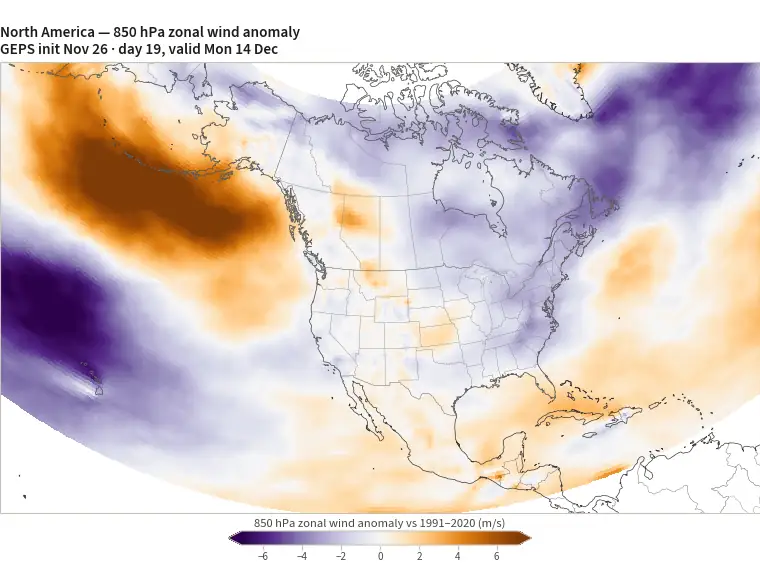 North America — 850 hPa zonal wind anomaly
GEPS init Nov 26 · day 19, valid Mon 14 Dec
850 hPa zonal wind anomaly vs 1991–2020 (m/s)
−6 −4 −2 0 2 4 6